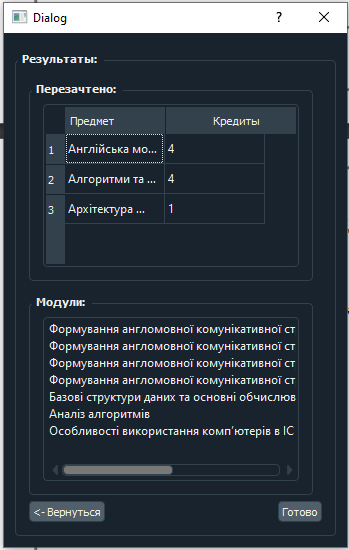 Dialog
Результаты:
Перезачтено:
Предмет Кредиты
1 Англійська мо... 4
2 Алгоритми та ... 4
3 Архітектура ... 1
Модули:
Формування англомовної комунікативної ст
Формування англомовної комунікативної ст
Формування англомовної комунікативної ст
Формування англомовної комунікативної ст
Базові структури даних та основні обчислюв
Аналіз алгоритмів
Особливості використання комп’ютерів в ІС
<- Вернуться Готово